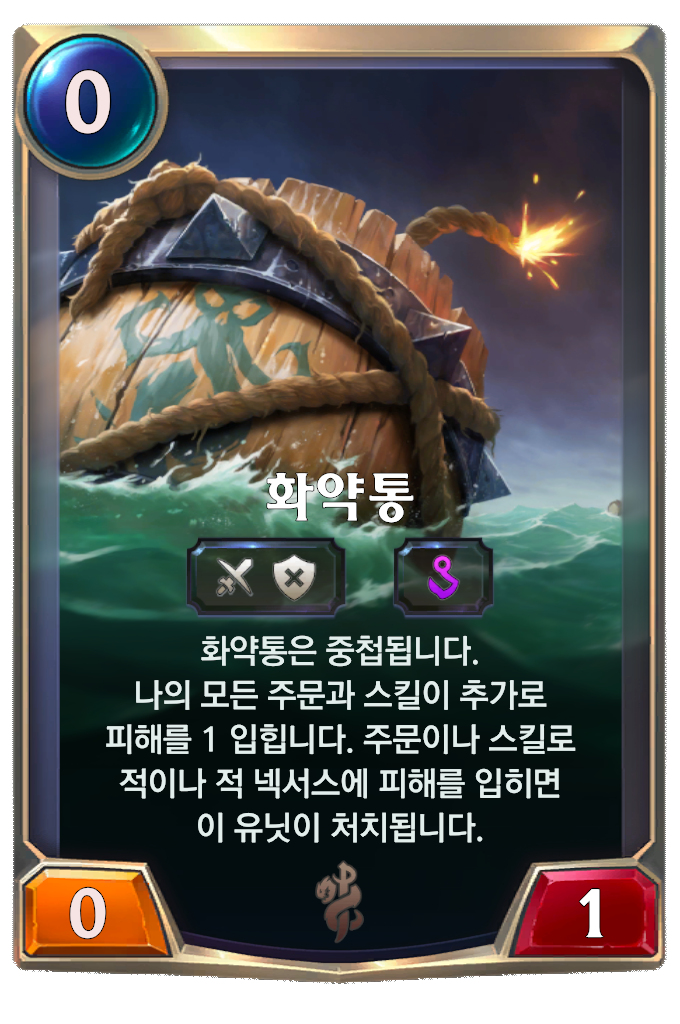 0
화약통
화약통은 중첩됩니다.
나의 모든 주문과 스킬이 추가로
피해를 1 입힙니다. 주문이나 스킬로
적이나 적 넥서스에 피해를 입히면
이 유닛이 처치됩니다.
0
1